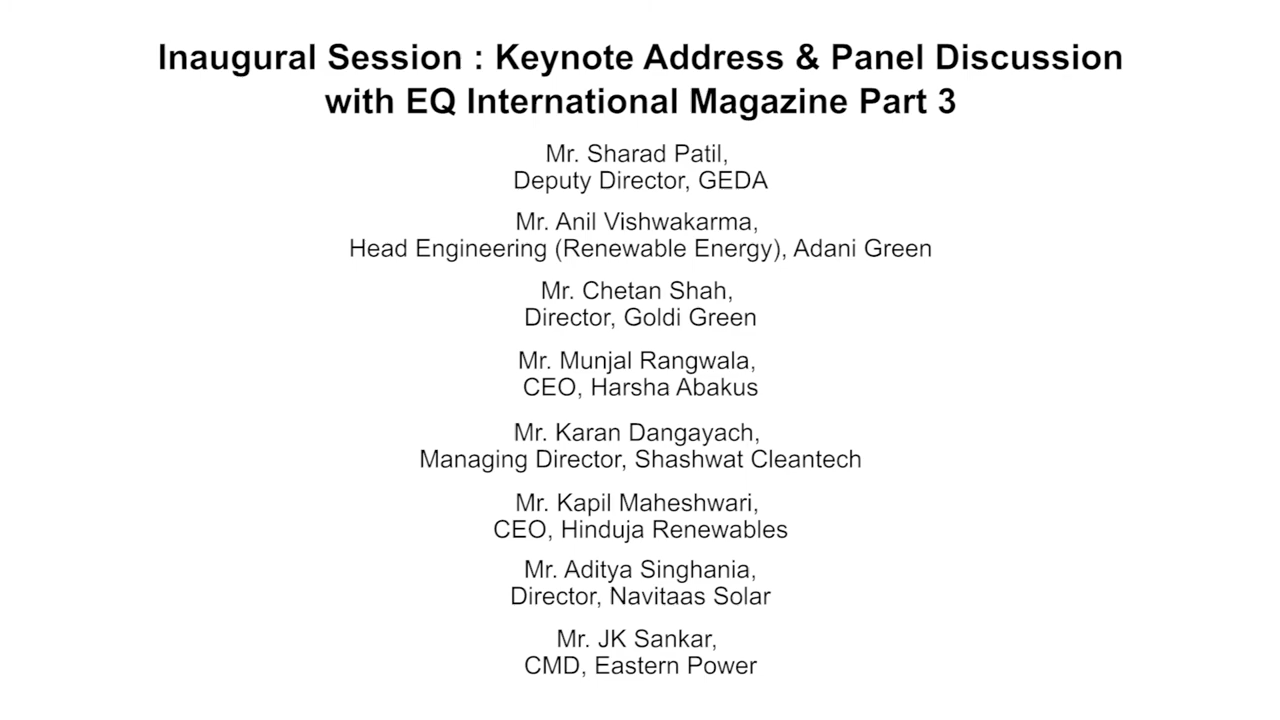 Inaugural Session : Keynote Address & Panel Discussion
with EQ International Magazine Part 3
Mr. Sharad Patil,
Deputy Director, GEDA
Mr. Anil Vishwakarma,
Head Engineering (Renewable Energy), Adani Green
Mr. Chetan Shah,
Director, Goldi Green
Mr. Munjal Rangwala,
CEO, Harsha Abakus
Mr. Karan Dangayach,
Managing Director, Shashwat Cleantech
Mr. Kapil Maheshwari,
CEO, Hinduja Renewables
Mr. Aditya Singhania,
Director, Navitaas Solar
Mr. JK Sankar,
CMD, Eastern Power